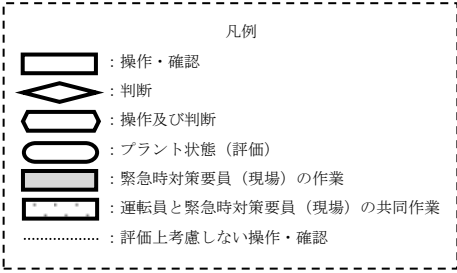 凡例
：操作・確認
：判断
：操作及び判断
：プラント状態（評価）
：緊急時対策要員（現場）の作業
：運転員と緊急時対策要員（現場）の共同作業
：評価上考慮しない操作・確認